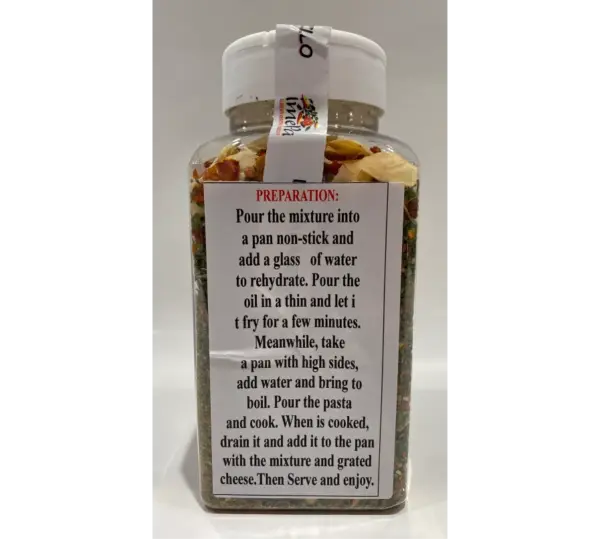 PREPARATION:
Pour the mixture into
a pan non-stick and
add a glass of water
to rehydrate. Pour the
oil in a thin and let i
t fry for a few minutes.
Meanwhile, take
a pan with high sides,
add water and bring to
boil. Pour the pasta
and cook. When is cooked,
drain it and add it to the pan
with the mixture and grated
cheese.Then Serve and enjoy.